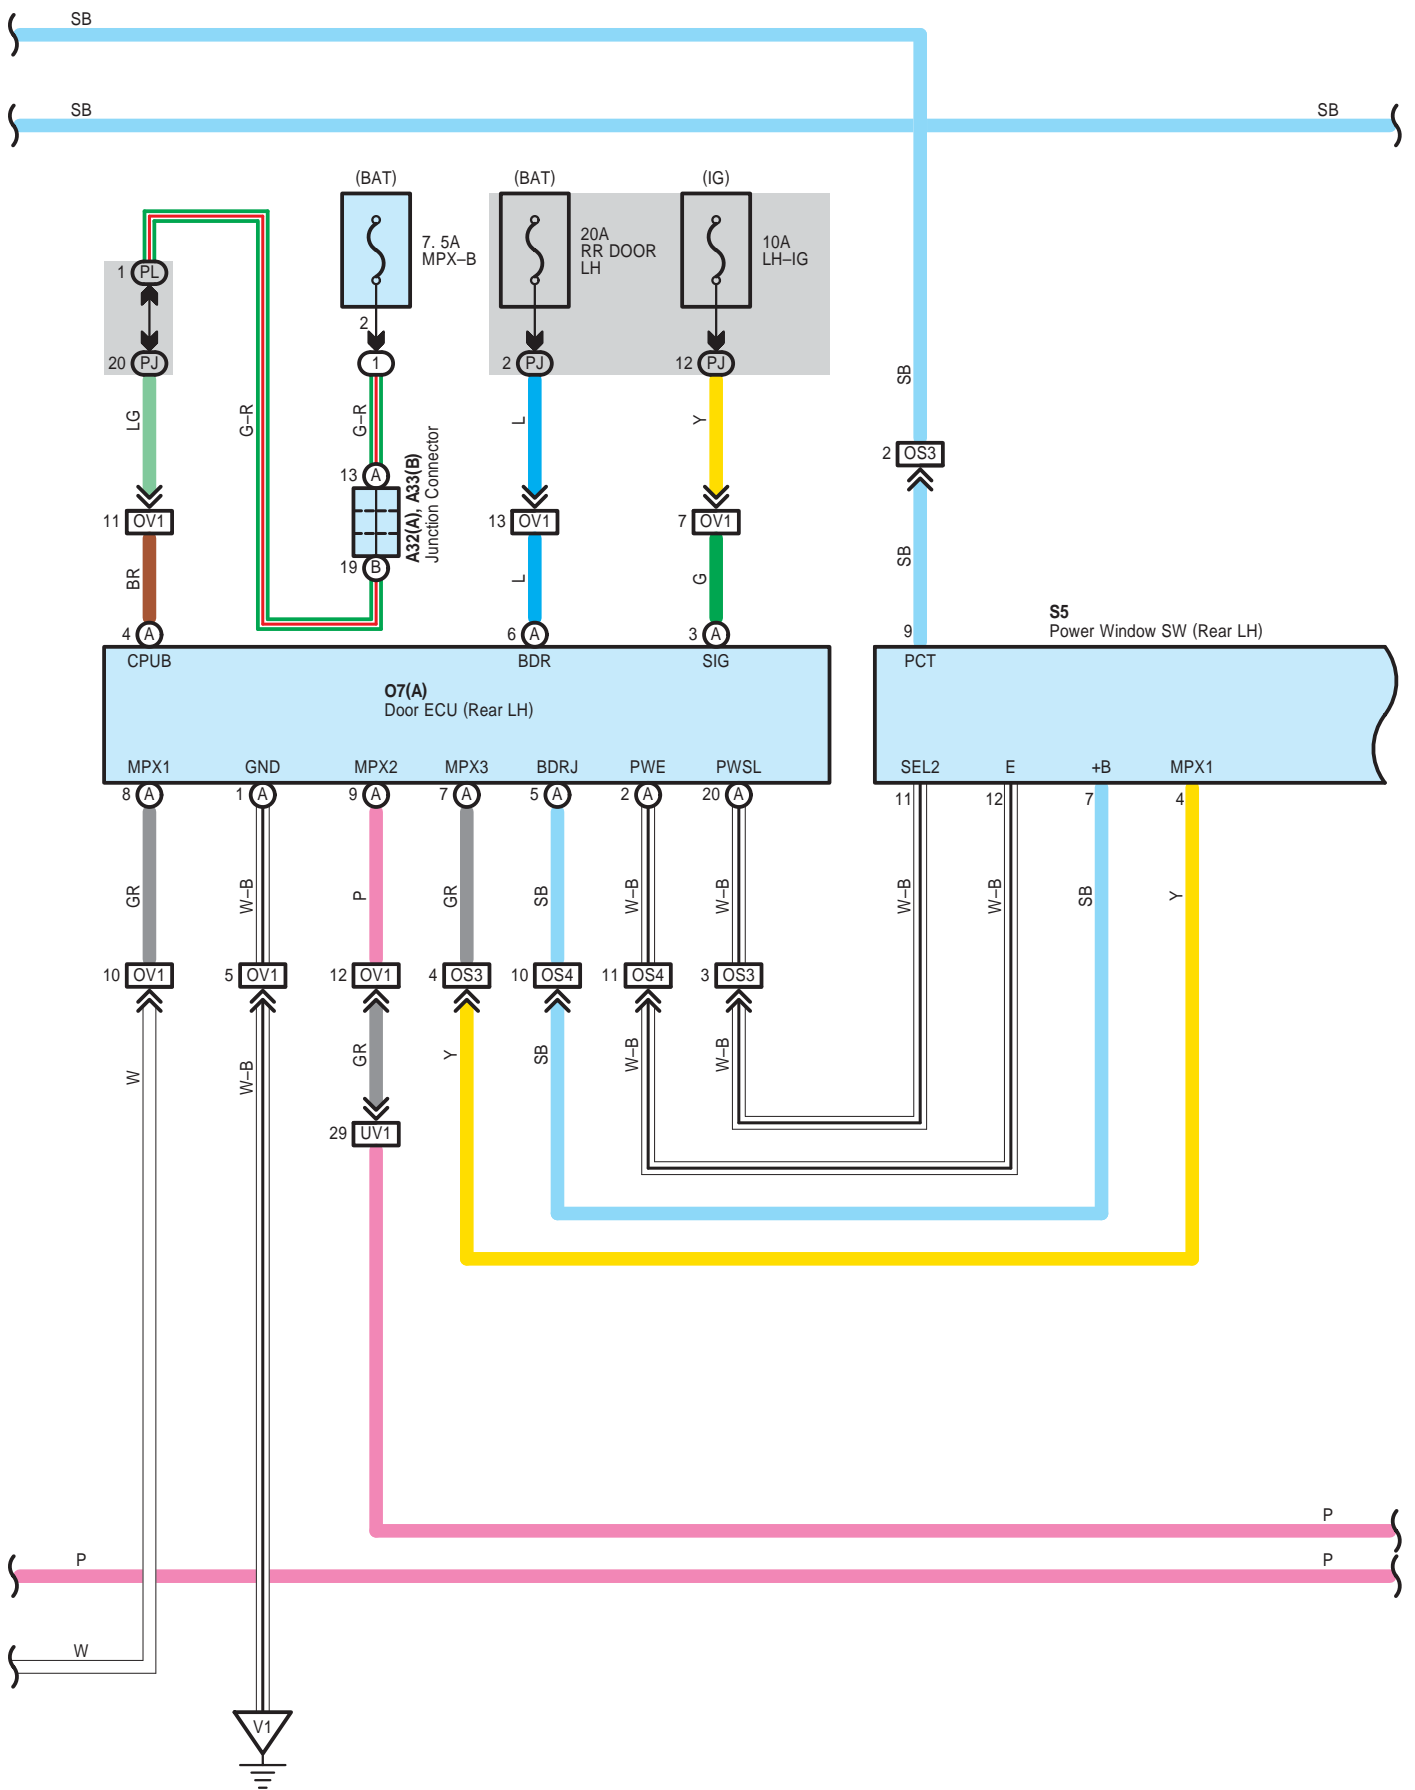 SB
SB
SB
(BAT)
(BAT)
(IG)
7. 5A
MPX–B
20A
RR DOOR
LH
10A
LH–IG
1 PL
2
20 PJ
1
2 PJ
12 PJ
LG
G–R
G–R
L
Y
SB
2 OS3
13 A
A32(A), A33(B)
Junction Connector
11 OV1
13 OV1
7 OV1
19 B
BR
L
G
SB
S5
Power Window SW (Rear LH)
4 A
6 A
3 A
9
CPUB
BDR
SIG
PCT
O7(A)
Door ECU (Rear LH)
MPX1
GND
MPX2
MPX3
BDRJ
PWE
PWSL
SEL2
E
+B
MPX1
8 A
1 A
9 A
7 A
5 A
2 A
20 A
11
12
7
4
GR
W–B
P
GR
SB
W–B
W–B
W–B
W–B
SB
Y
10 OV1
5 OV1
12 OV1
4 OS3
10 OS4
11 OS4
3 OS3
W
W–B
GR
Y
SB
W–B
W–B
29 UV1
P
P
P
W
V1